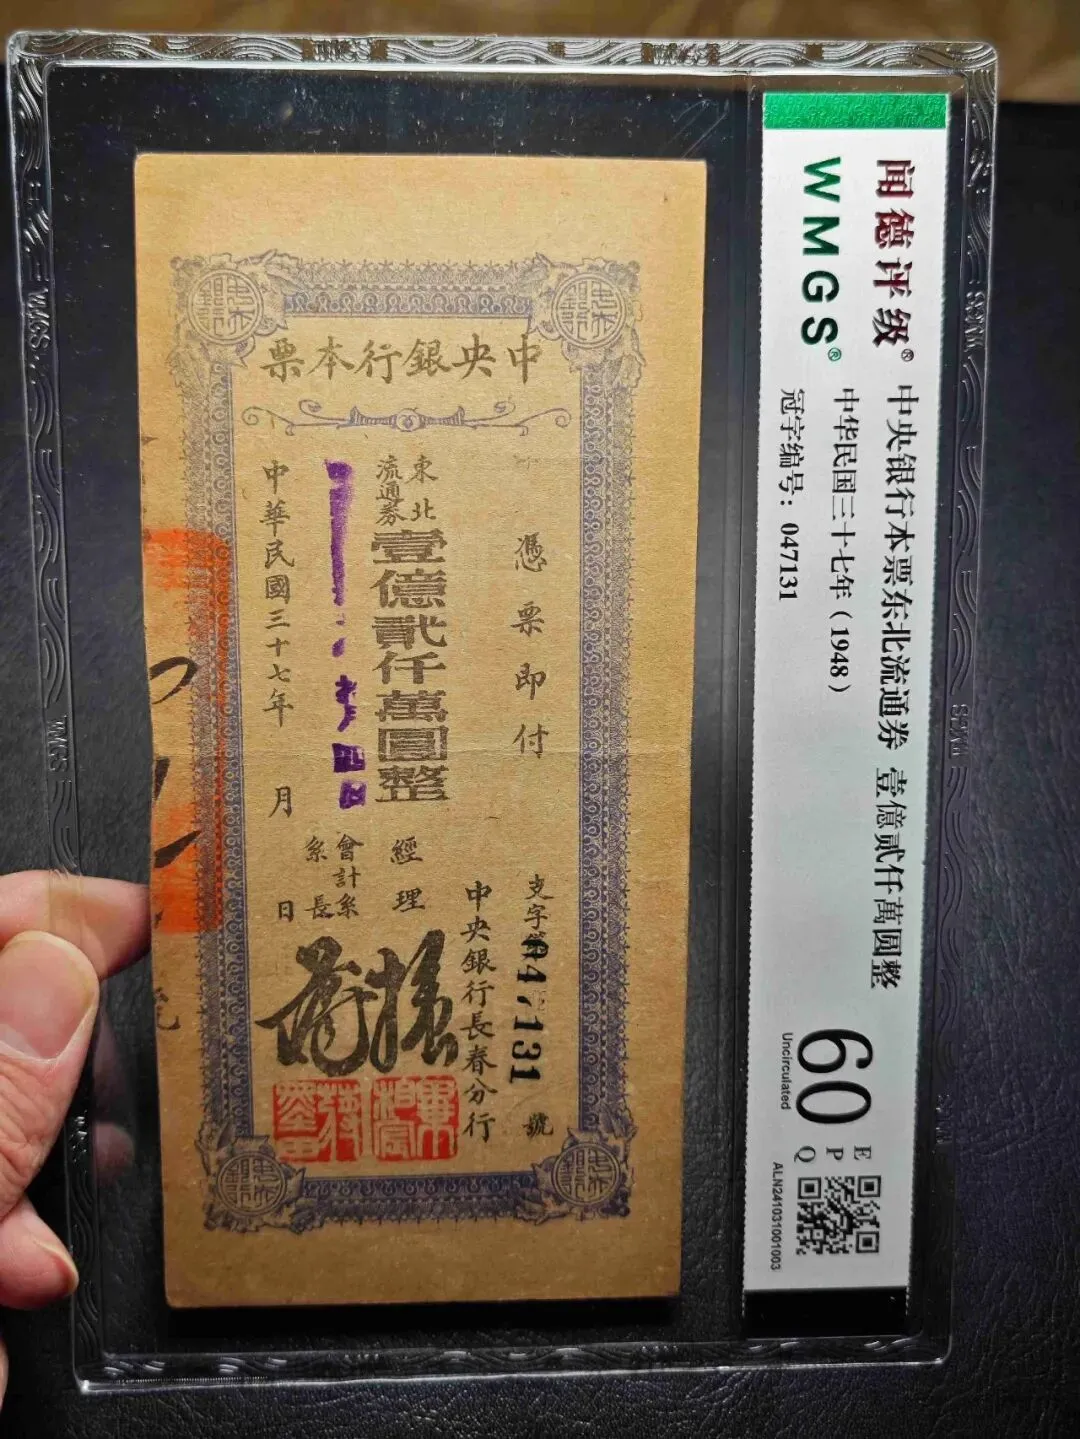 中央銀行本票
憑票即付
東北
流通券
壹億貳仟萬圓整
中華民國三十七年 月 日
經理
會計系
系長
中央銀行長春分行
支字第047131號
闻德评级®
WMGS®
中央银行本票东北流通券 壹億贰仟萬圆整
中华民国三十七年（1948）
冠字编号：047131
60
Uncirculated
EPQ
ALN241031001003
WMGS
WMGS